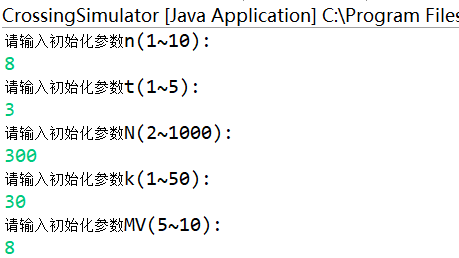 CrossingSimulator [Java Application] C:\Program Files
请输入初始化参数n(1~10):
8
请输入初始化参数t(1~5):
3
请输入初始化参数N(2~1000):
300
请输入初始化参数k(1~50):
30
请输入初始化参数MV(5~10):
8